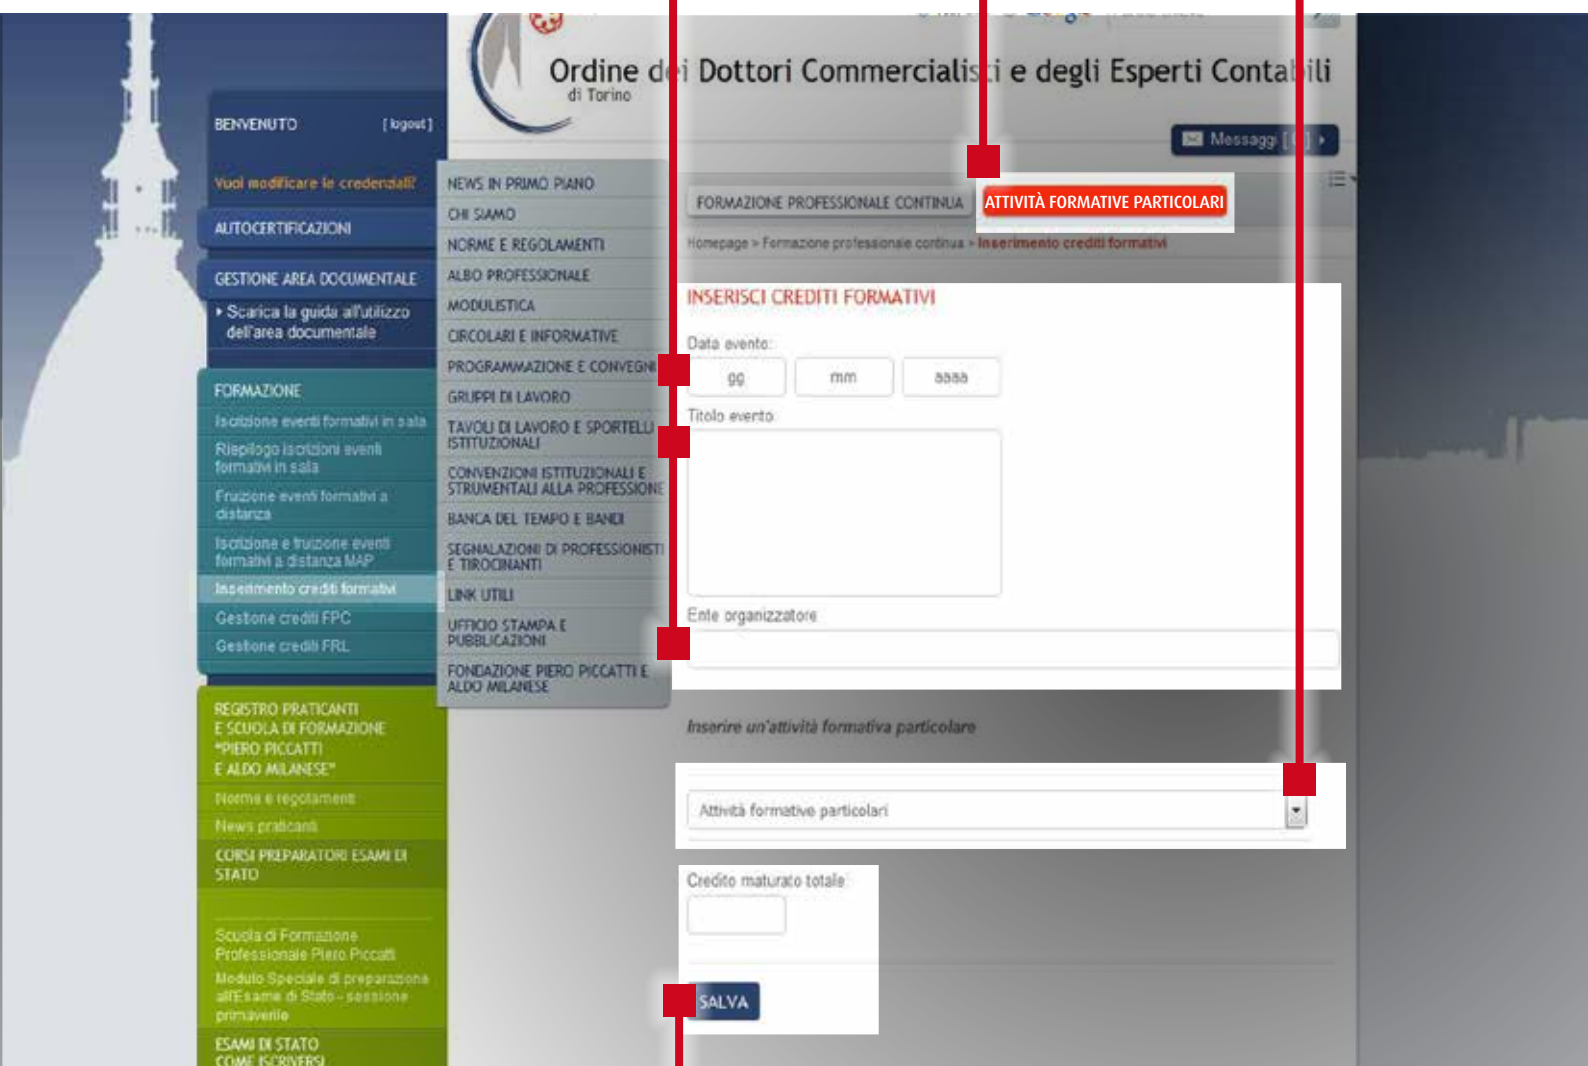 Ordine dei Dottori Commercialisti e degli Esperti Contabili
di Torino
Messaggi [
BENVENUTO [ logout ]
Vuoi modificare le credenziali?
AUTOCERTIFICAZIONI
GESTIONE AREA DOCUMENTALE
Scarica la guida all'utilizzo
dell'area documentale
FORMAZIONE
Iscrizione eventi formativi in sala
Riepilogo iscrizioni eventi
formativi in sala
Fruizione eventi formativi a
distanza
Iscrizione e fruizione eventi
formativi a distanza MAP
Inserimento crediti formativi
Gestione crediti FPC
Gestione crediti FRL
REGISTRO PRATICANTI
E SCUOLA DI FORMAZIONE
"PIERO PICCATTI
E ALDO MILANESE"
Norme e regolamenti
News praticanti
CORSI PREPARATORI ESAMI DI
STATO
Scuola di Formazione
Professionale Piero Piccatti
Modulo Speciale di preparazione
all'Esame di Stato - sessione
primaverile
ESAMI DI STATO
COME ISCRIVERSI
NEWS IN PRIMO PIANO
CHI SIAMO
NORME E REGOLAMENTI
ALBO PROFESSIONALE
MODULISTICA
CIRCOLARI E INFORMATIVE
PROGRAMMAZIONE E CONVEGNI
GRUPPI DI LAVORO
TAVOLI DI LAVORO E SPORTELLI
ISTITUZIONALI
CONVENZIONI ISTITUZIONALI E
STRUMENTALI ALLA PROFESSIONE
BANCA DEL TEMPO E BANDI
SEGNALAZIONI DI PROFESSIONISTI
E TIROCINANTI
LINK UTILI
UFFICIO STAMPA E
PUBBLICAZIONI
FONDAZIONE PIERO PICCATTI E
ALDO MILANESE
FORMAZIONE PROFESSIONALE CONTINUA
ATTIVITÀ FORMATIVE PARTICOLARI
Homepage > Formazione professionale continua > Inserimento crediti formativi
INSERISCI CREDITI FORMATIVI
Data evento:
gg mm aaaa
Titolo evento:
Ente organizzatore:
Inserire un'attività formativa particolare
Attività formative particolari
Credito maturato totale:
SALVA